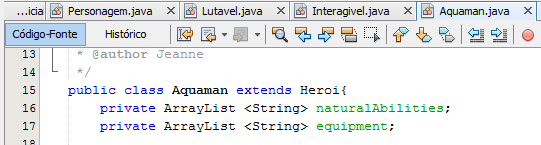 ...icia Personagem.java Lutavel.java Interagivel.java Aquaman.java
Código-Fonte Histórico
13 * @author Jeanne
14 */
15 public class Aquaman extends Heroi{
16 private ArrayList <String> naturalAbilities;
17 private ArrayList <String> equipment;